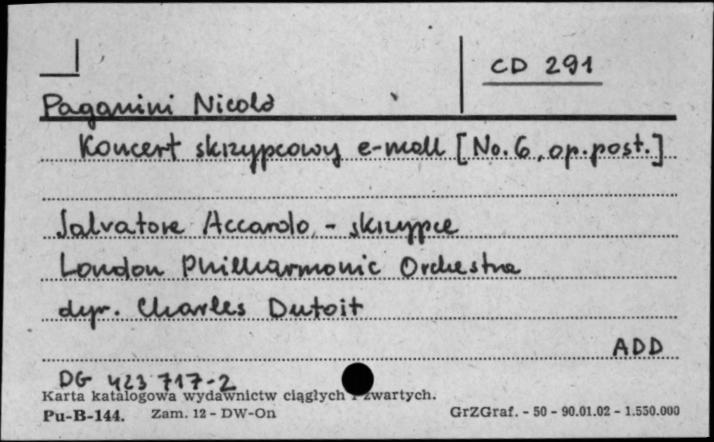 CD 291
Paganini Nicolò
Koncert skrzypcowy e-moll [No. 6, op. post.]
Salvatore Accardo - skrzypce
London Philharmonic Orchestra
dyr. Charles Dutoit
ADD
DG 423 717-2
Karta katalogowa wydawnictw ciągłych i zwartych.
Pu-B-144. Zam. 12 - DW-On GrZGraf. - 50 - 90.01.02 - 1.550.000